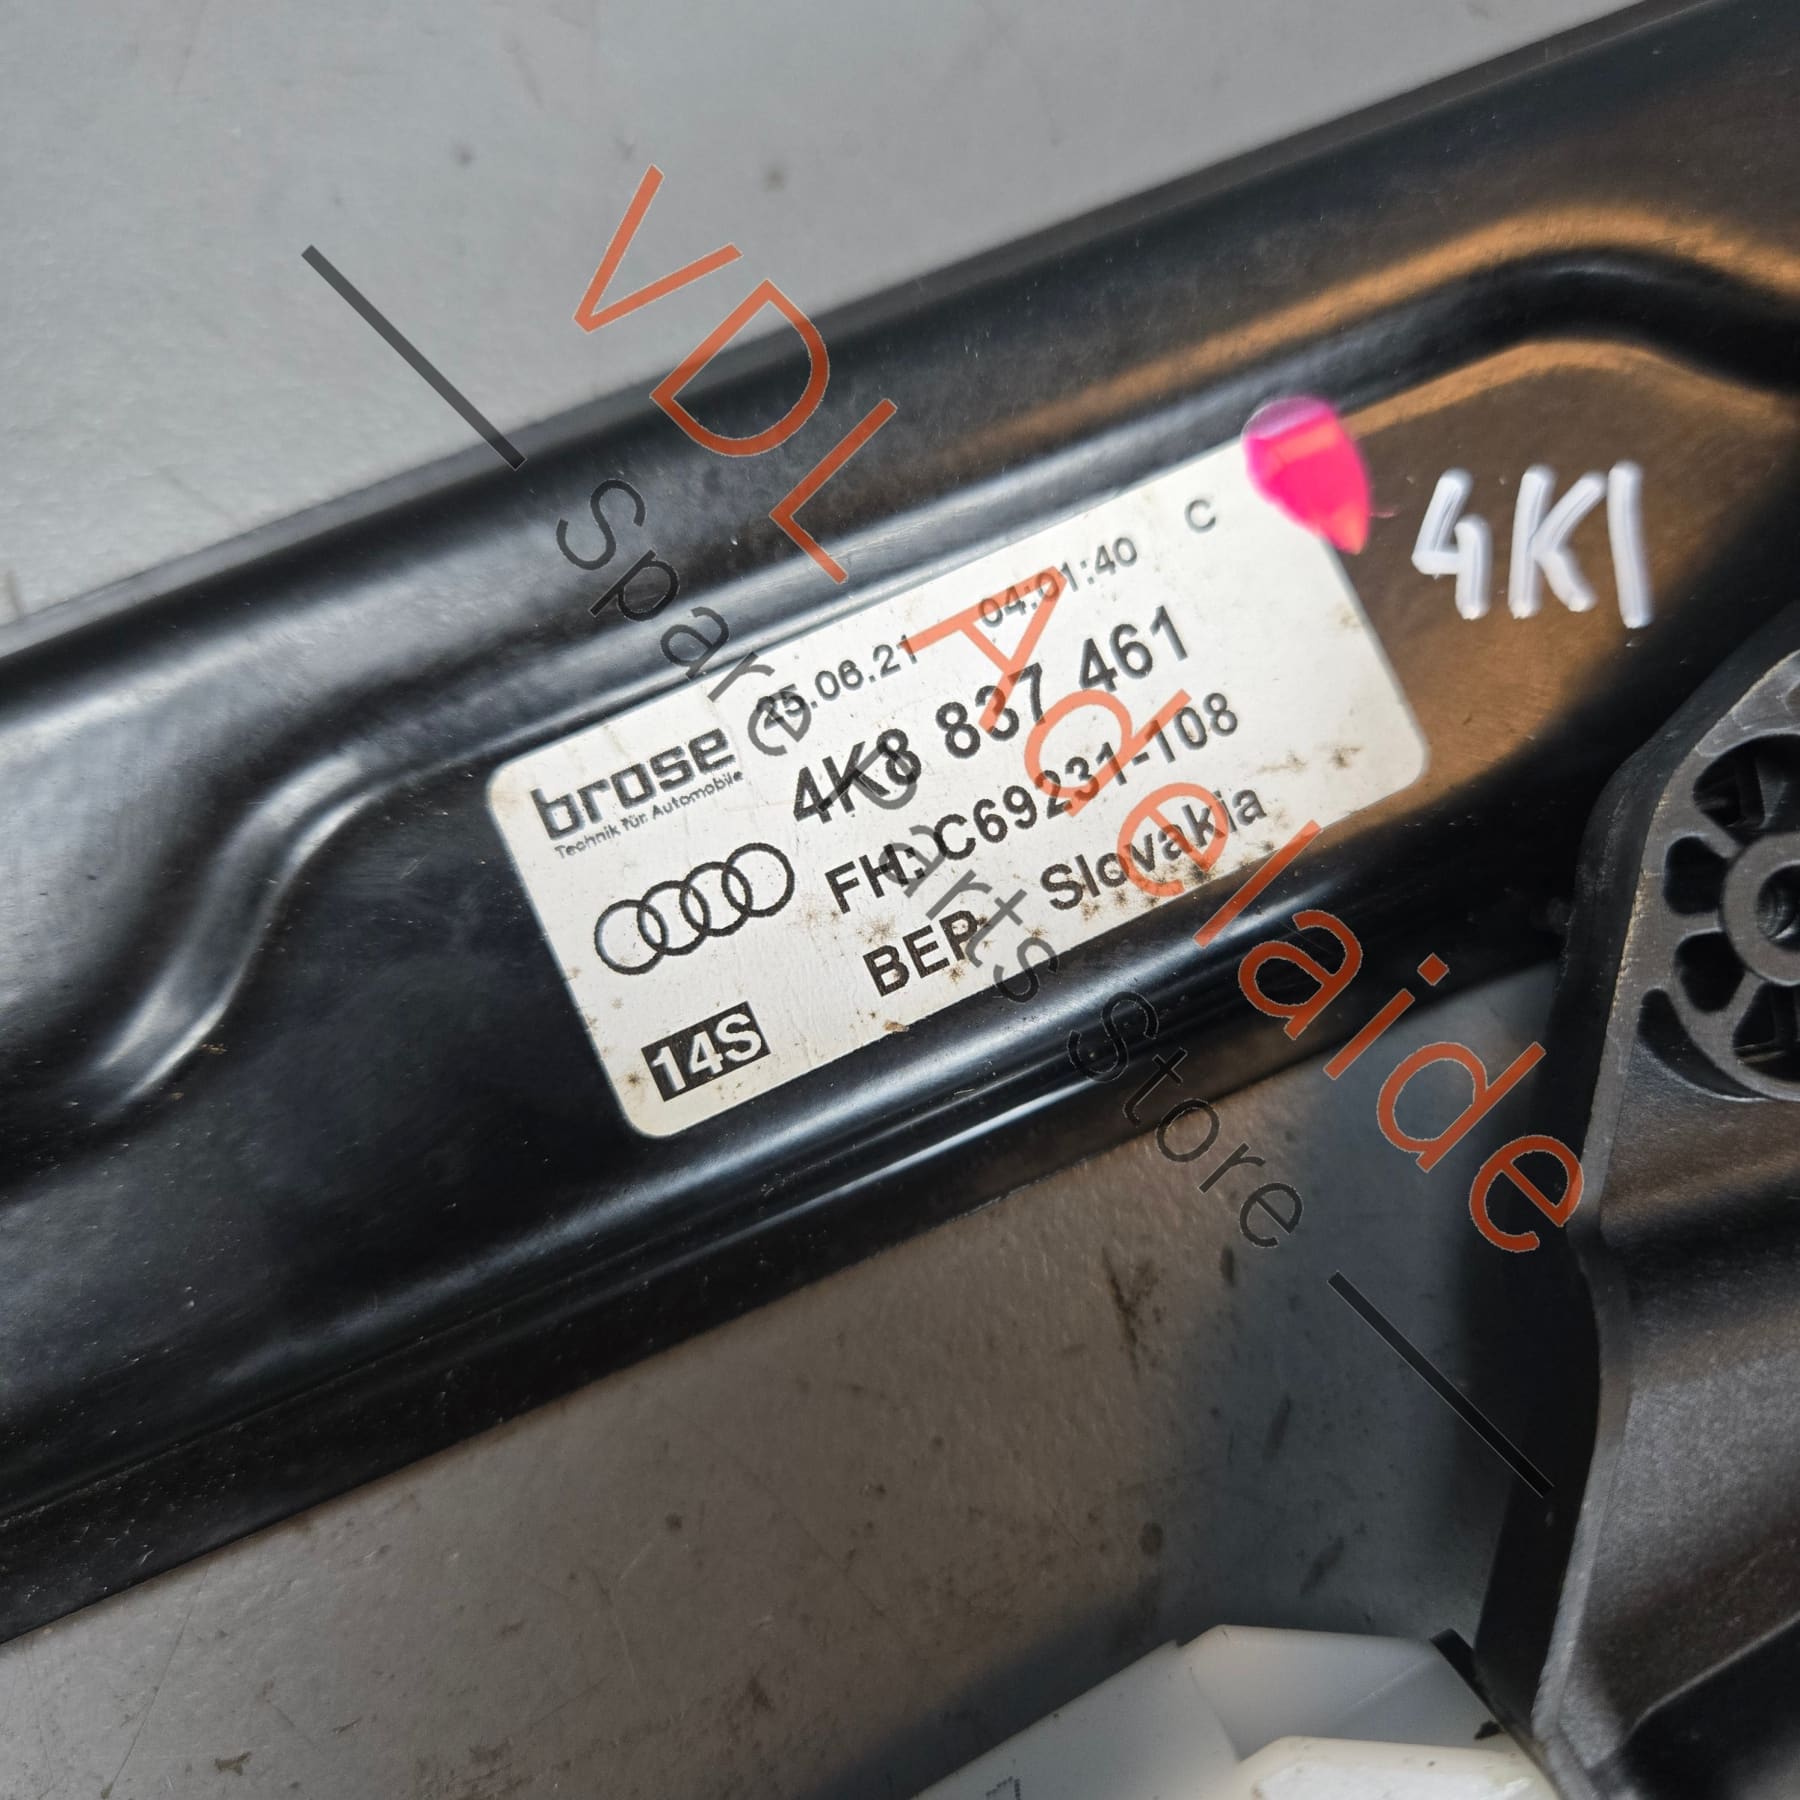 VDL Adelaide
Spare Parts Store
25.06.21 04:01:40 C
brose
Technik für Automobile
4K8 837 461
FH: C69231-108
BEP: Slovakia
14S
4K1